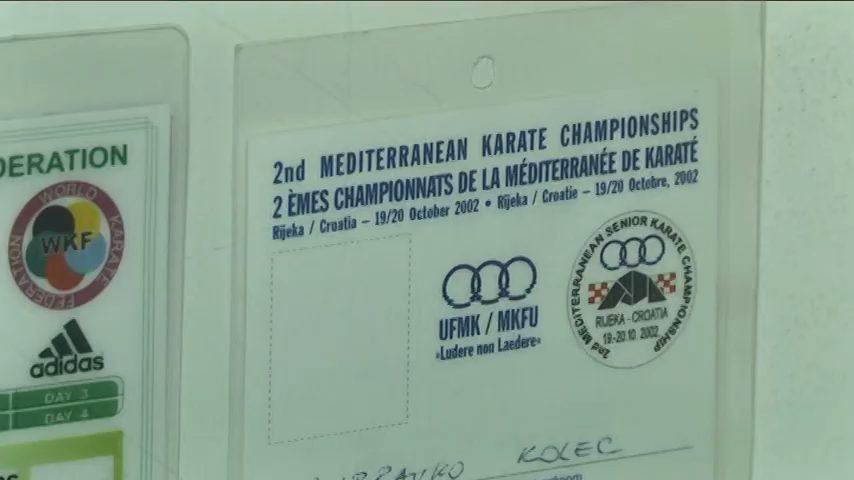 DERATION
WORLD KARATE FEDERATION
WKF
adidas
DAY 3
DAY 4
2nd MEDITERRANEAN KARATE CHAMPIONSHIPS
2 ÈMES CHAMPIONNATS DE LA MÉDITERRANÉE DE KARATÉ
Rijeka / Croatia – 19/20 October 2002 • Rijeka / Croatie – 19/20 Octobre, 2002
UFMK / MKFU
»Ludere non Laedere«
2nd MEDITERRANEAN SENIOR KARATE CHAMPIONSHIP
RIJEKA - CROATIA
19.-20.10. 2002.
KOLEC